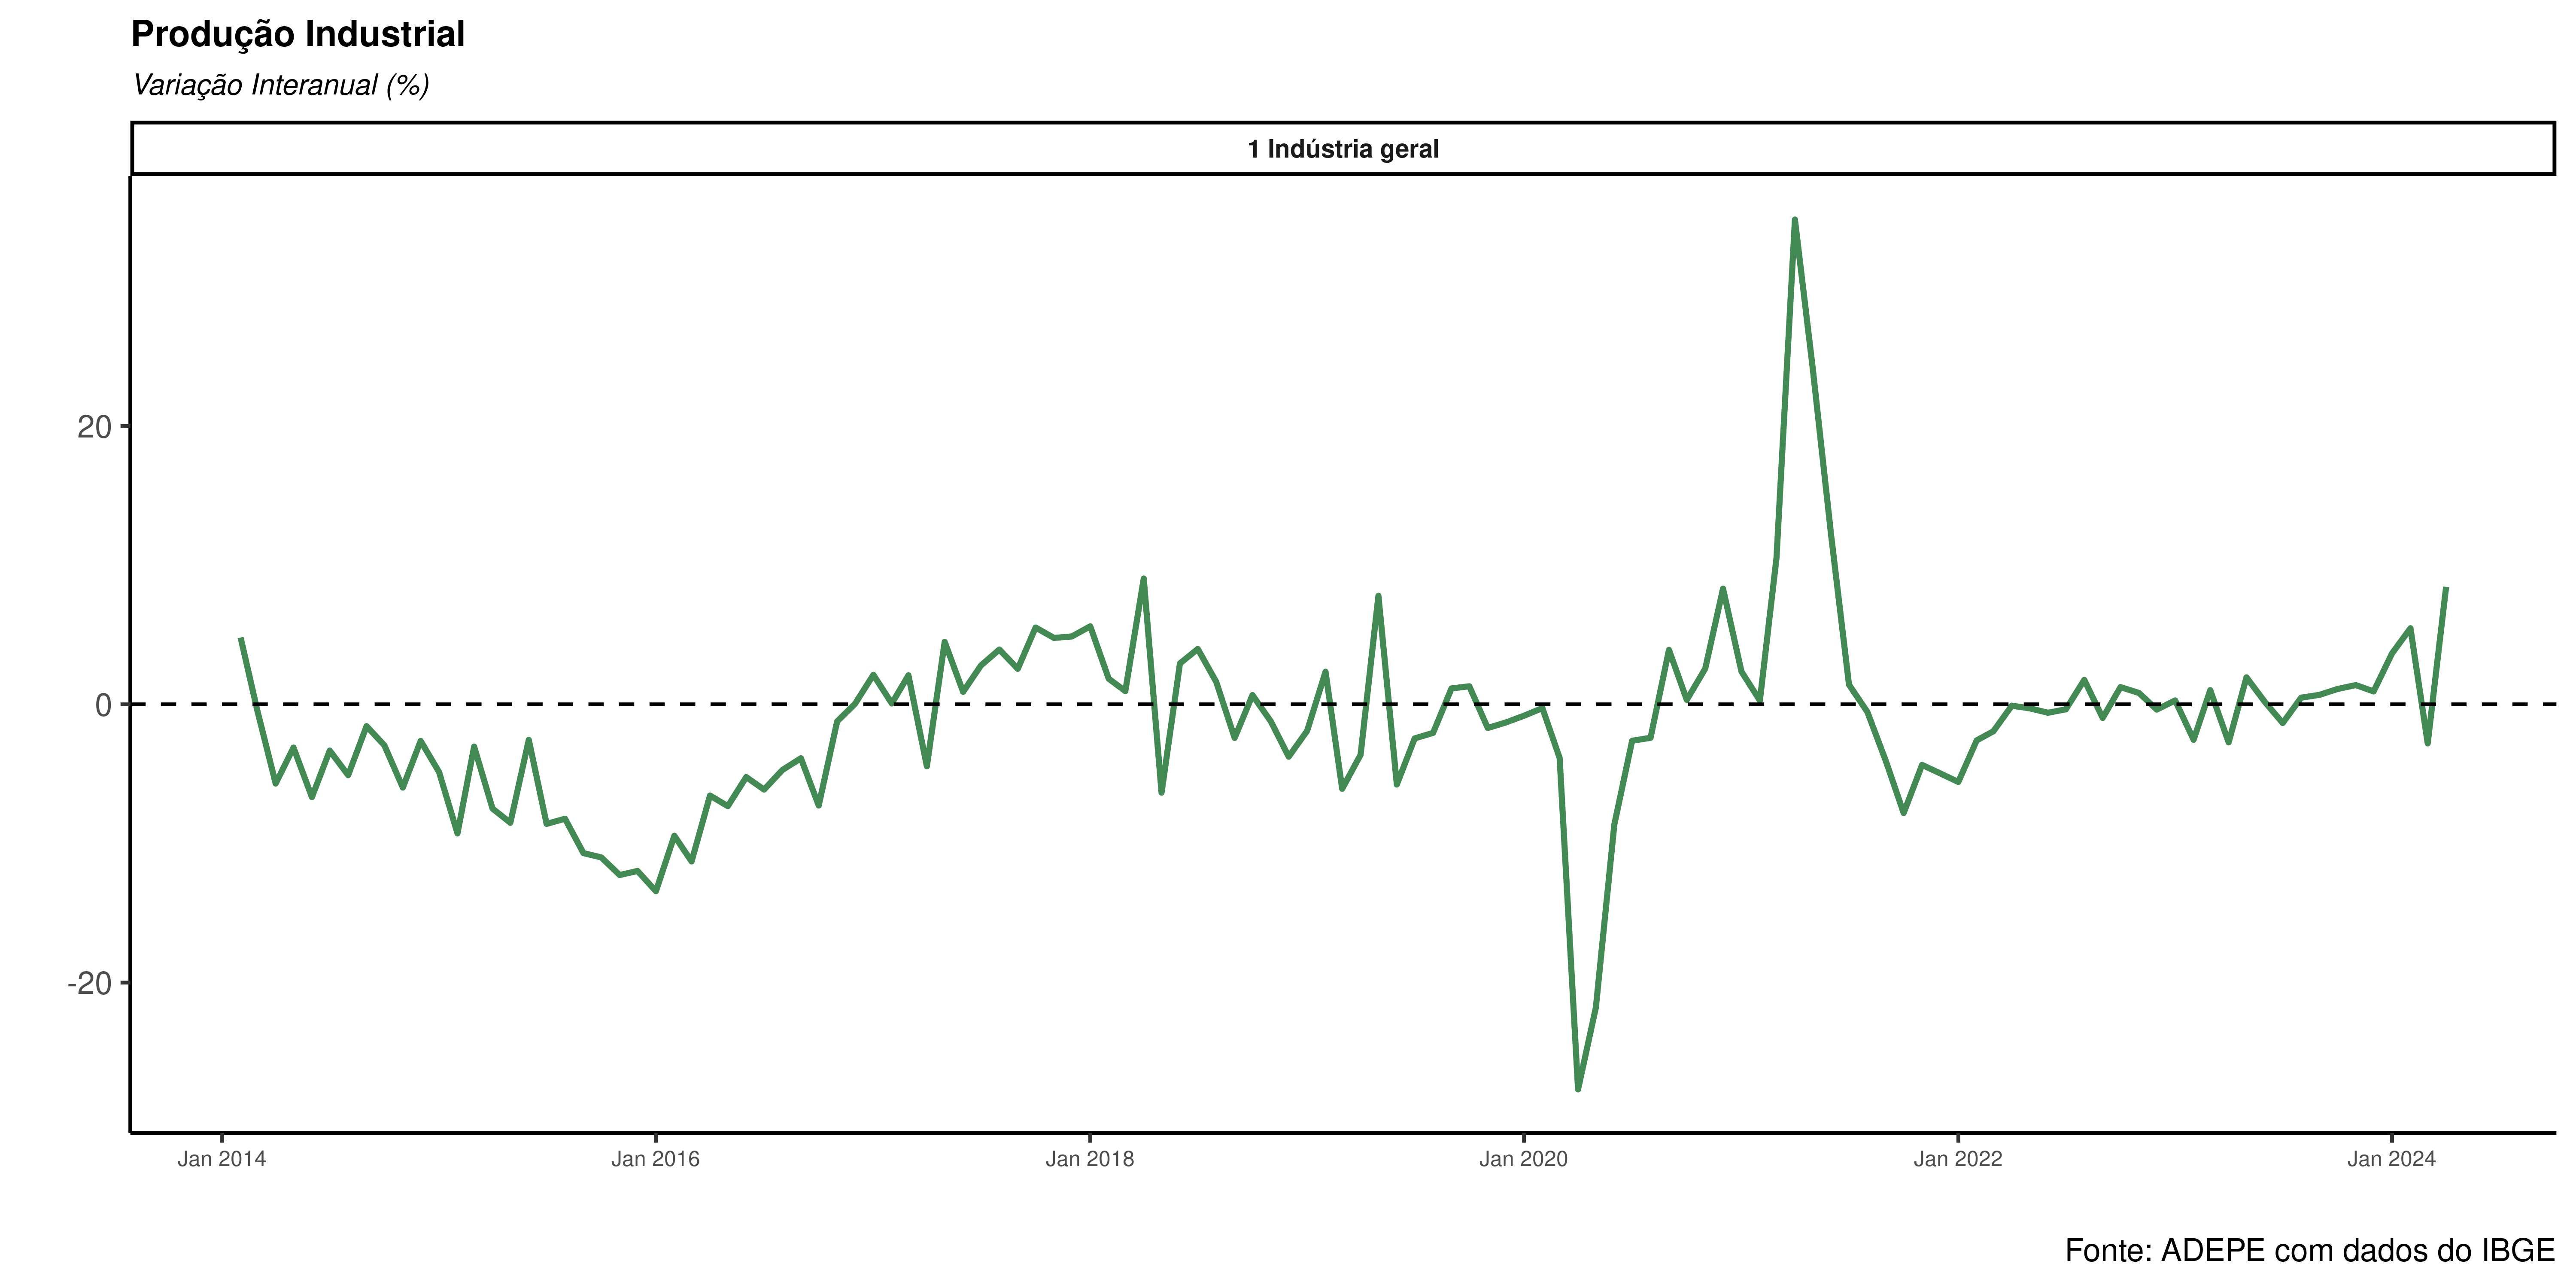 Produção Industrial
Variação Interanual (%)
1 Indústria geral
20
0
-20
Jan 2014
Jan 2016
Jan 2018
Jan 2020
Jan 2022
Jan 2024
Fonte: ADEPE com dados do IBGE